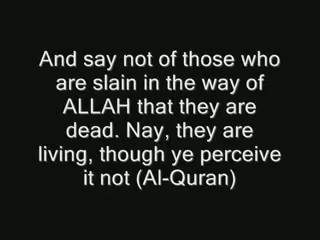 And say not of those who
are slain in the way of
ALLAH that they are
dead. Nay, they are
living, though ye perceive
it not (Al-Quran)